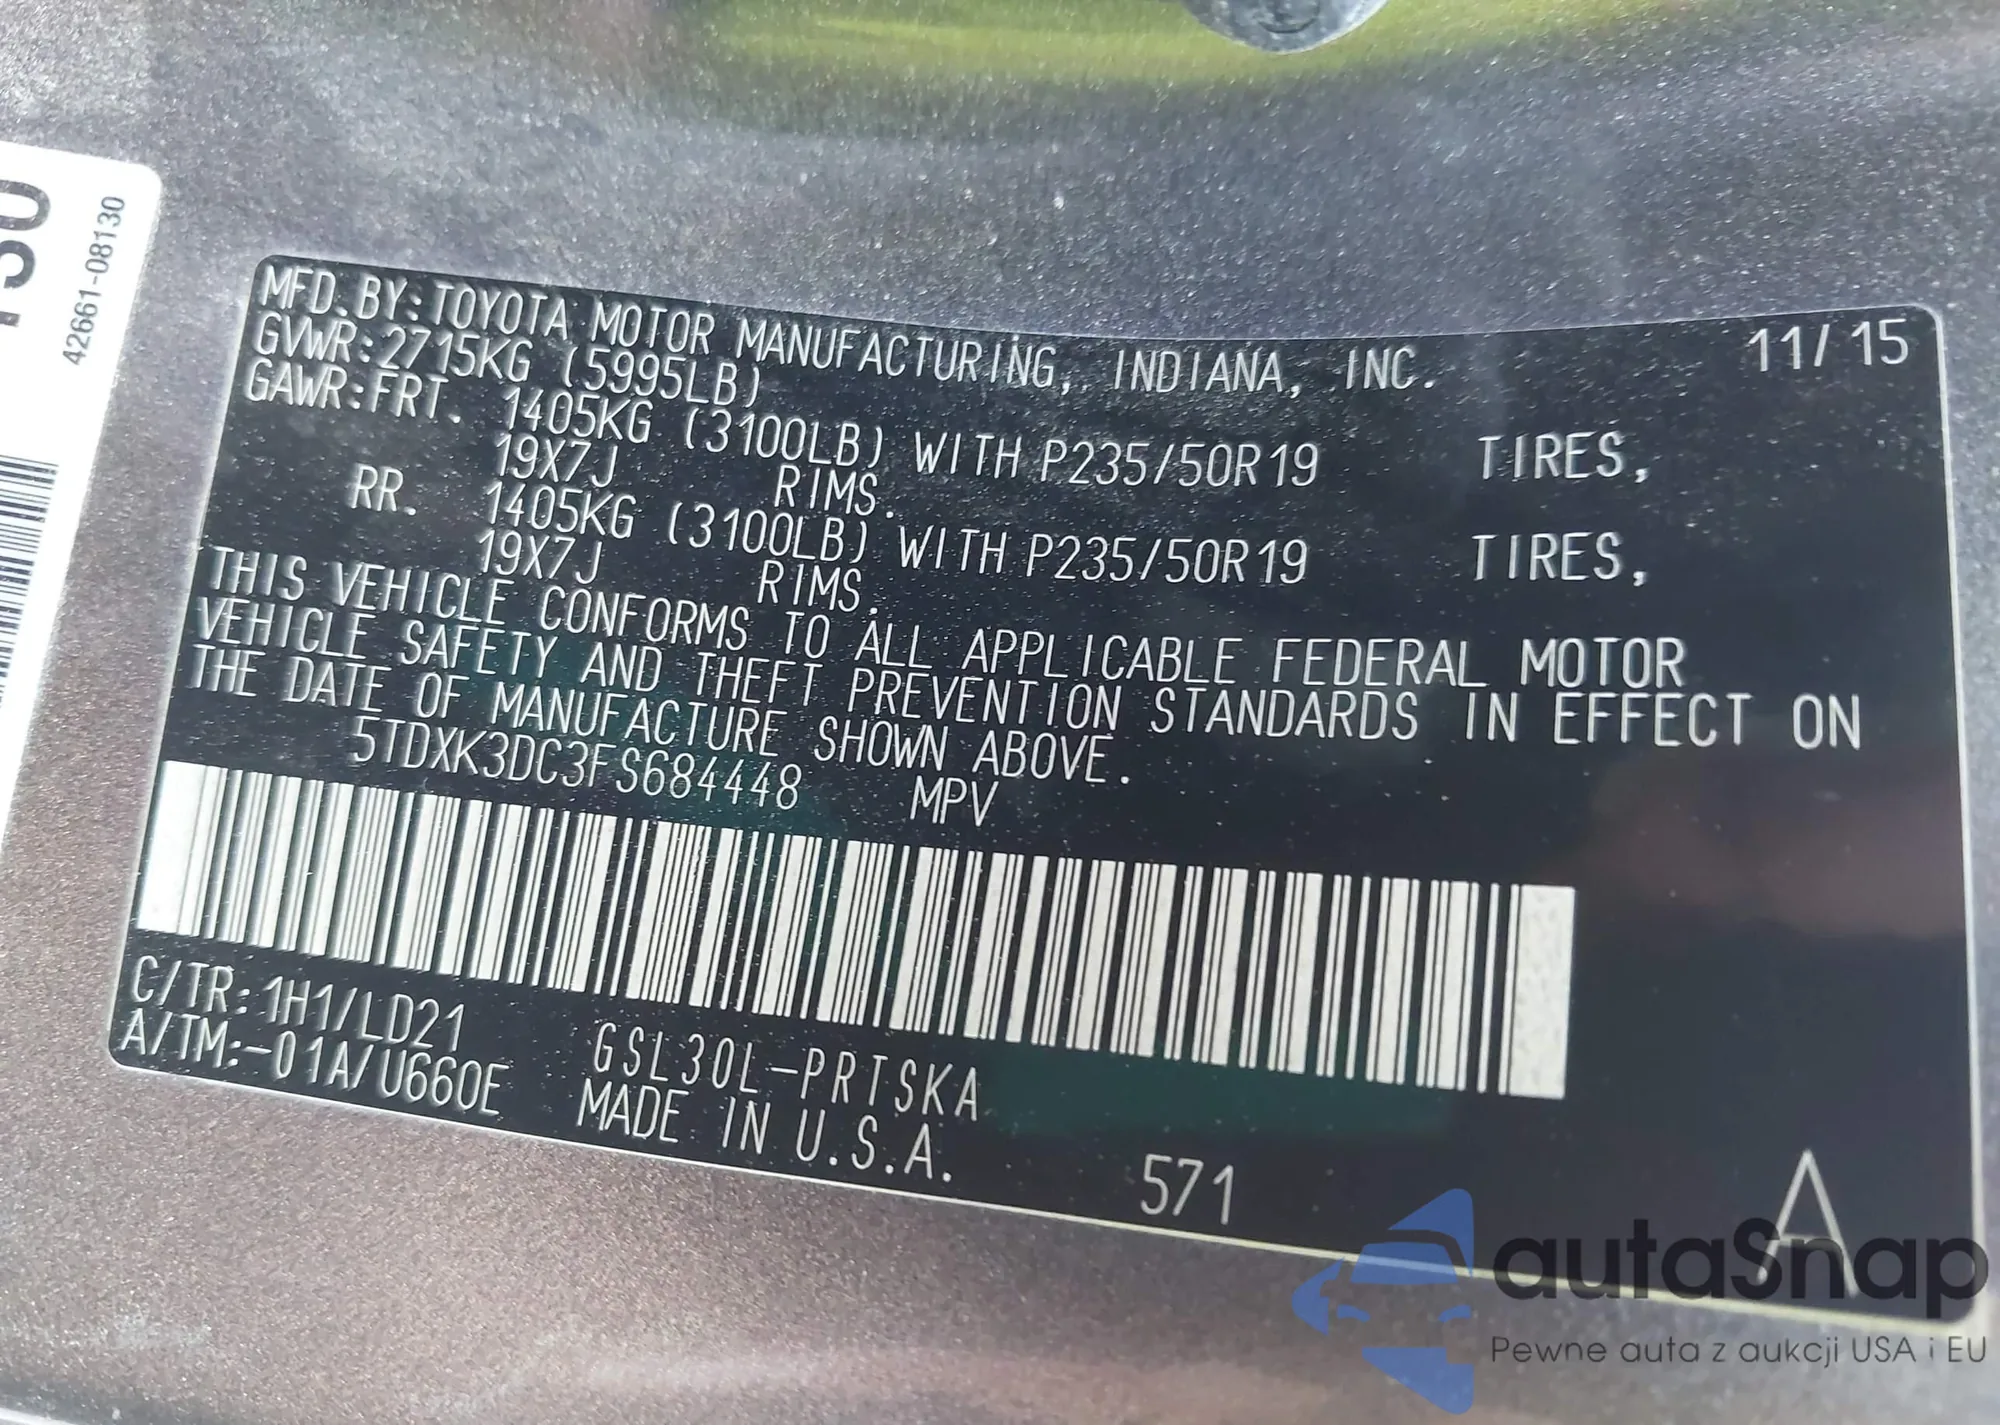 42661-08130
MFD. BY: TOYOTA MOTOR MANUFACTURING, INDIANA, INC. 11/15
GVWR: 2715KG (5995LB)
GAWR: FRT. 1405KG (3100LB) WITH P235/50R19 TIRES,
19X7J RIMS.
RR. 1405KG (3100LB) WITH P235/50R19 TIRES,
19X7J RIMS.
THIS VEHICLE CONFORMS TO ALL APPLICABLE FEDERAL MOTOR
VEHICLE SAFETY AND THEFT PREVENTION STANDARDS IN EFFECT ON
THE DATE OF MANUFACTURE SHOWN ABOVE.
5TDXK3DC3FS684448 MPV
C/TR: 1H1/LD21 GSL30L-PRTSKA
A/TM: -01A/U660E MADE IN U.S.A.
571 A
autaSnap
Pewne auta z aukcji USA i EU